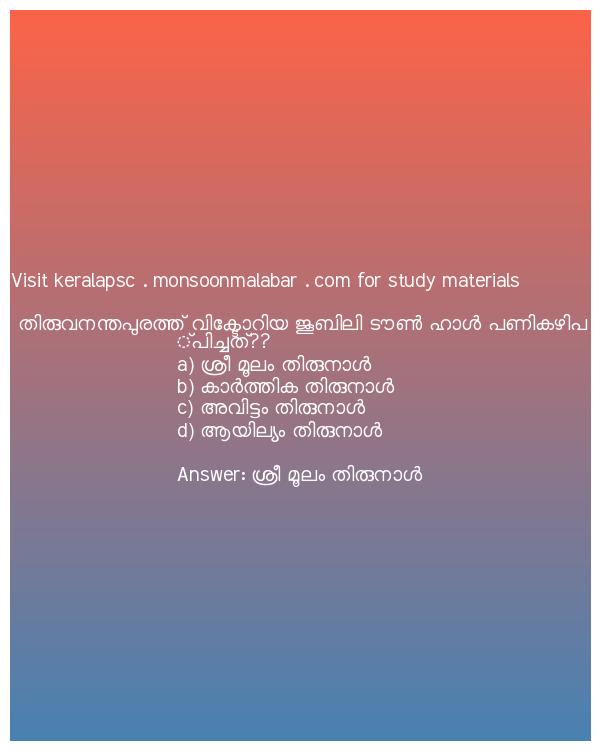 Visit keralapsc . monsoonmalabar . com for study materials
തിരുവനന്തപുരത്ത് വിക്ടോറിയ ജൂബിലി ടൗൺ ഹാൾ പണികഴിപ
്പിച്ചത്??
a) ശ്രീ മൂലം തിരുനാൾ
b) കാർത്തിക തിരുനാൾ
c) അവിട്ടം തിരുനാൾ
d) ആയില്യം തിരുനാൾ
Answer: ശ്രീ മൂലം തിരുനാൾ